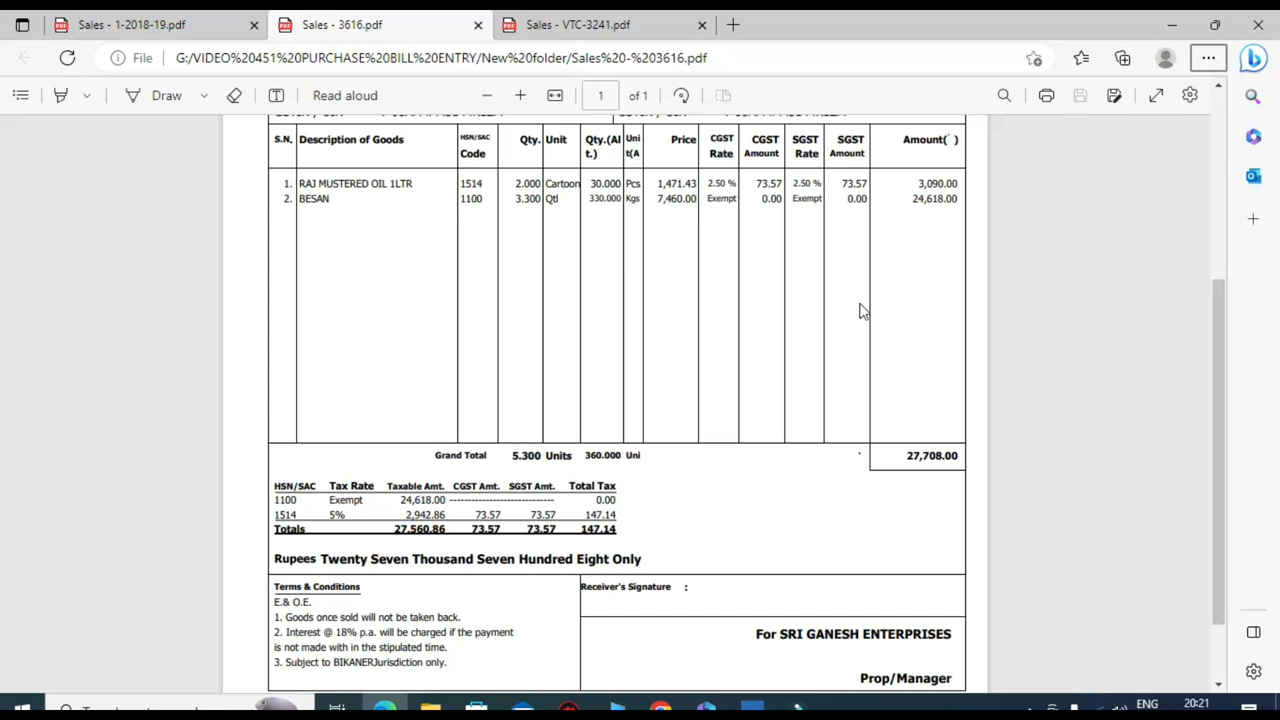 Sales - 1-2018-19.pdf
Sales - 3616.pdf
Sales - VTC-3241.pdf
File G:/VIDEO%20451%20PURCHASE%20BILL%20ENTRY/New%20folder/Sales%20-%203616.pdf
Draw Read aloud 1 of 1
S.N. Description of Goods HSN/SAC Code Qty. Unit Qty.(Al t.) Uni t(A Price CGST Rate CGST Amount SGST Rate SGST Amount Amount(` )
1. RAJ MUSTERED OIL 1LTR 1514 2.000 Cartoon 30.000 Pcs 1,471.43 2.50 % 73.57 2.50 % 73.57 3,090.00
2. BESAN 1100 3.300 Qtl 330.000 Kgs 7,460.00 Exempt 0.00 Exempt 0.00 24,618.00
Grand Total 5.300 Units 360.000 Uni ` 27,708.00
HSN/SAC Tax Rate Taxable Amt. CGST Amt. SGST Amt. Total Tax
1100 Exempt 24,618.00 ---------------------------- 0.00
1514 5% 2,942.86 73.57 73.57 147.14
Totals 27,560.86 73.57 73.57 147.14
Rupees Twenty Seven Thousand Seven Hundred Eight Only
Terms & Conditions
E.& O.E.
1. Goods once sold will not be taken back.
2. Interest @ 18% p.a. will be charged if the payment
is not made with in the stipulated time.
3. Subject to BIKANERJurisdiction only.
Receiver's Signature :
For SRI GANESH ENTERPRISES
Prop/Manager
ENG 20:21